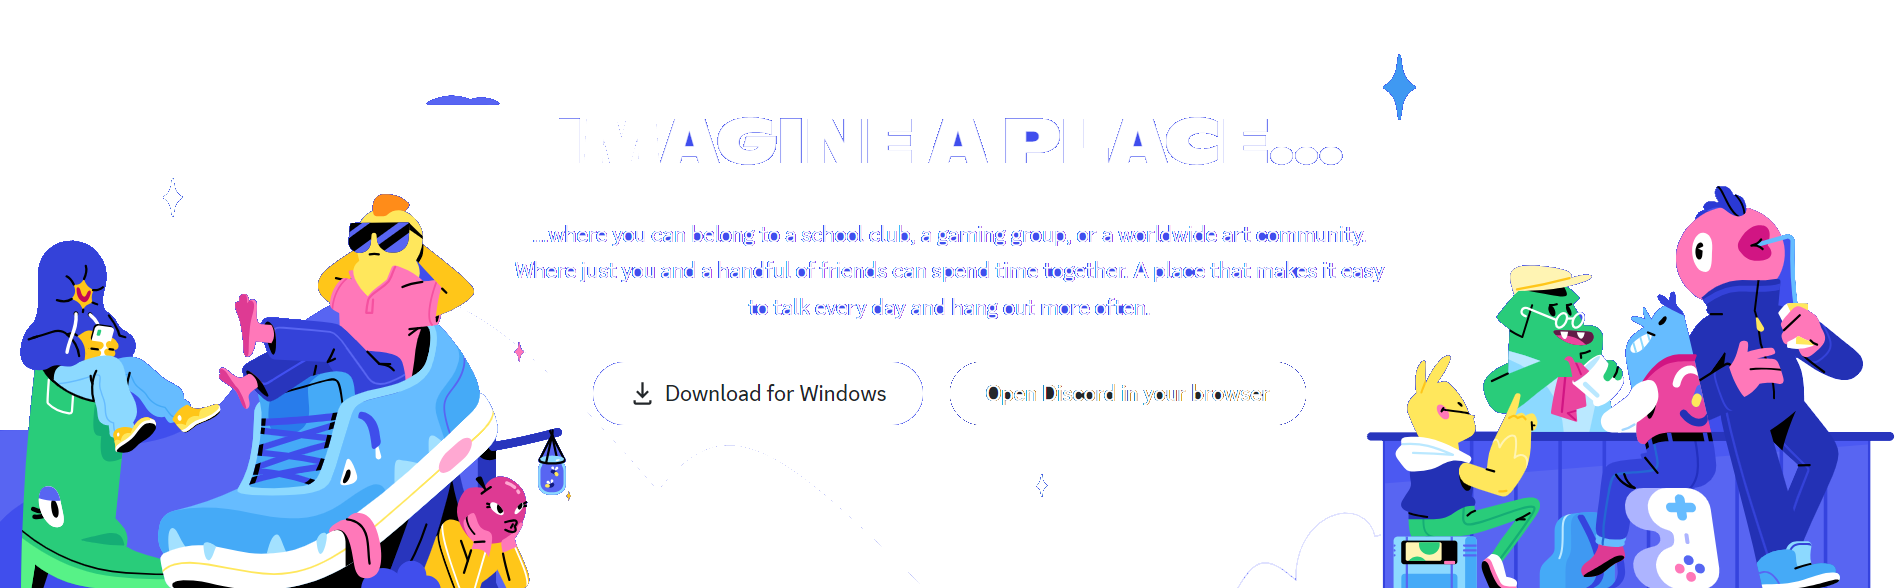 IMAGINE A PLACE...
...where you can belong to a school club, a gaming group, or a worldwide art community.
Where just you and a handful of friends can spend time together. A place that makes it easy
to talk every day and hang out more often.
Download for Windows
Open Discord in your browser